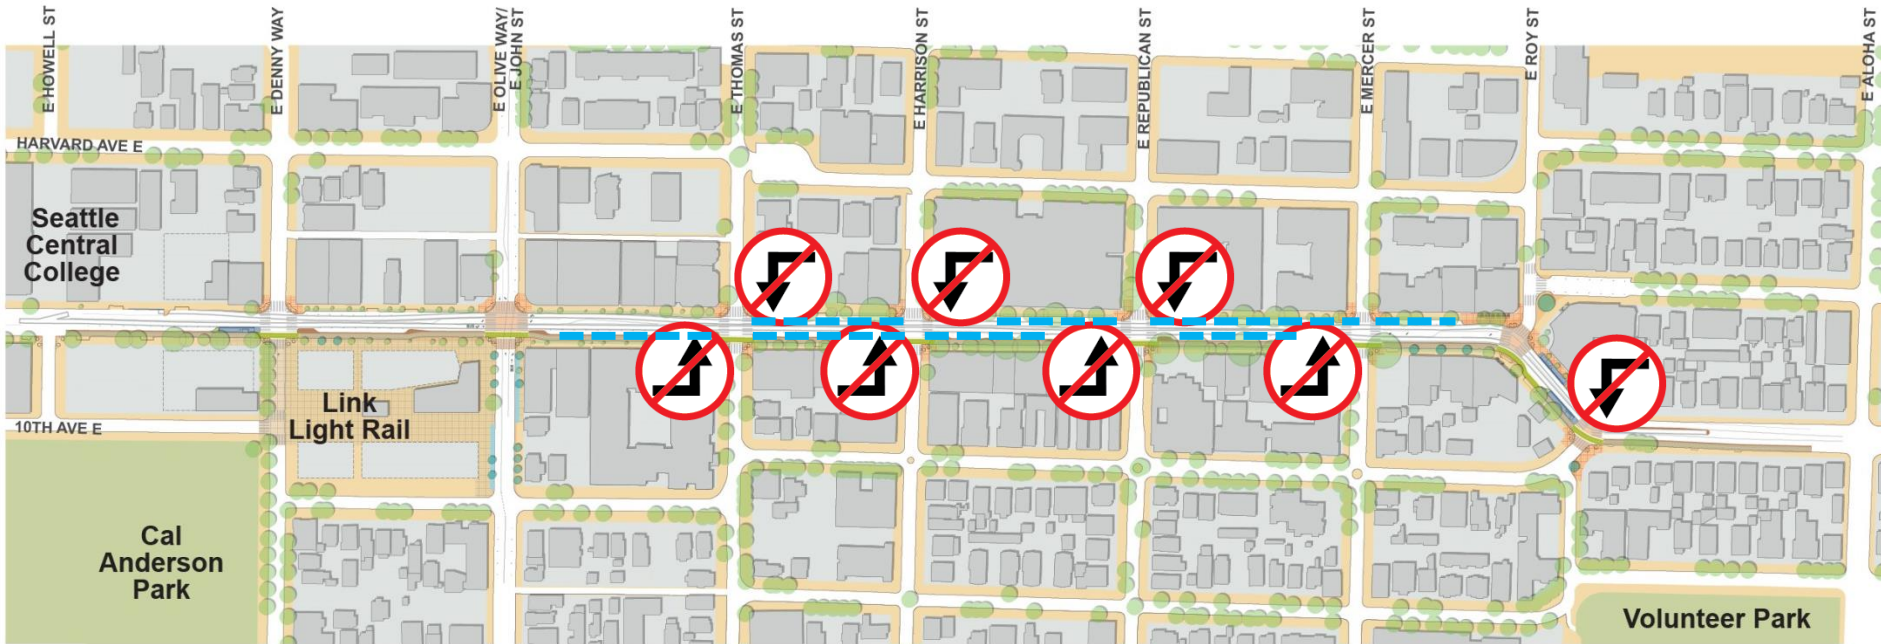 E HOWELL ST
E DENNY WAY
E OLIVE WAY/
E JOHN ST
E THOMAS ST
E HARRISON ST
E REPUBLICAN ST
E MERCER ST
E ROY ST
E ALOHA ST
HARVARD AVE E
Seattle
Central
College
Link
Light Rail
10TH AVE E
Cal
Anderson
Park
Volunteer Park